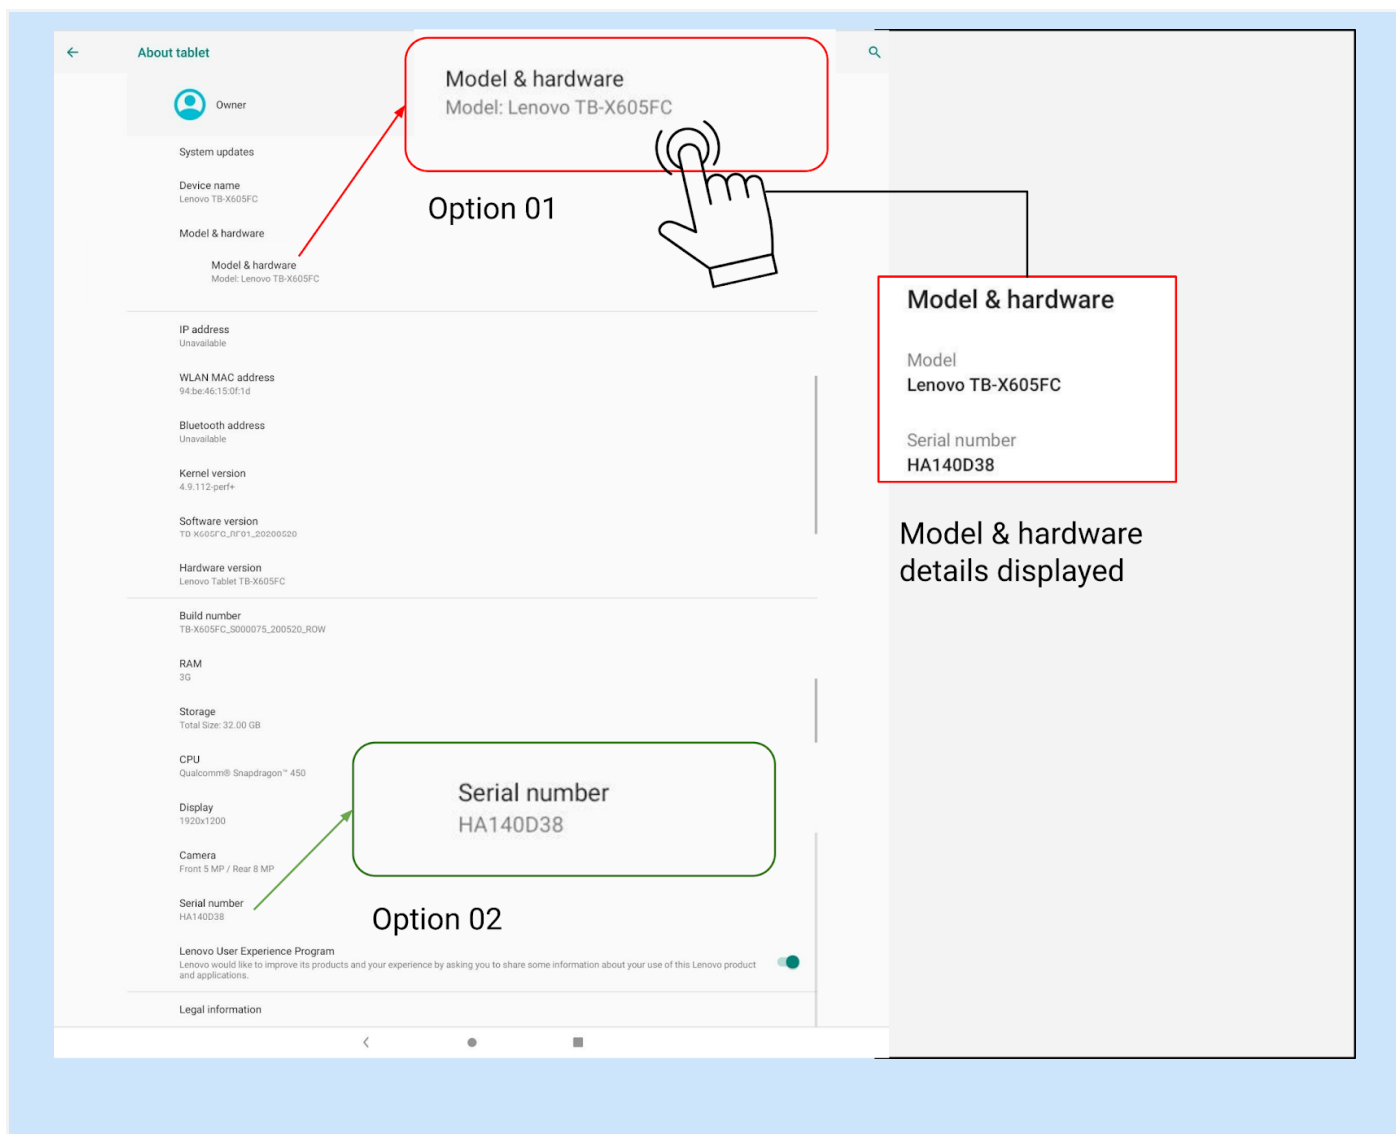 About tablet
Owner
System updates
Device name
Lenovo TB-X605FC
Model & hardware
Model & hardware
Model: Lenovo TB-X605FC
Model & hardware
Model: Lenovo TB-X605FC
Option 01
IP address
Unavailable
WLAN MAC address
94:be:46:15:0f:1d
Bluetooth address
Unavailable
Kernel version
4.9.112-perf+
Software version
TB-X605FC_RF01_20200520
Hardware version
Lenovo Tablet TB-X605FC
Build number
TB-X605FC_S000075_200520_ROW
RAM
3G
Storage
Total Size: 32.00 GB
CPU
Qualcomm® Snapdragon™ 450
Display
1920x1200
Camera
Front 5 MP / Rear 8 MP
Serial number
HA140D38
Serial number
HA140D38
Option 02
Lenovo User Experience Program
Lenovo would like to improve its products and your experience by asking you to share some information about your use of this Lenovo product
and applications.
Legal information
Model & hardware
Model
Lenovo TB-X605FC
Serial number
HA140D38
Model & hardware
details displayed